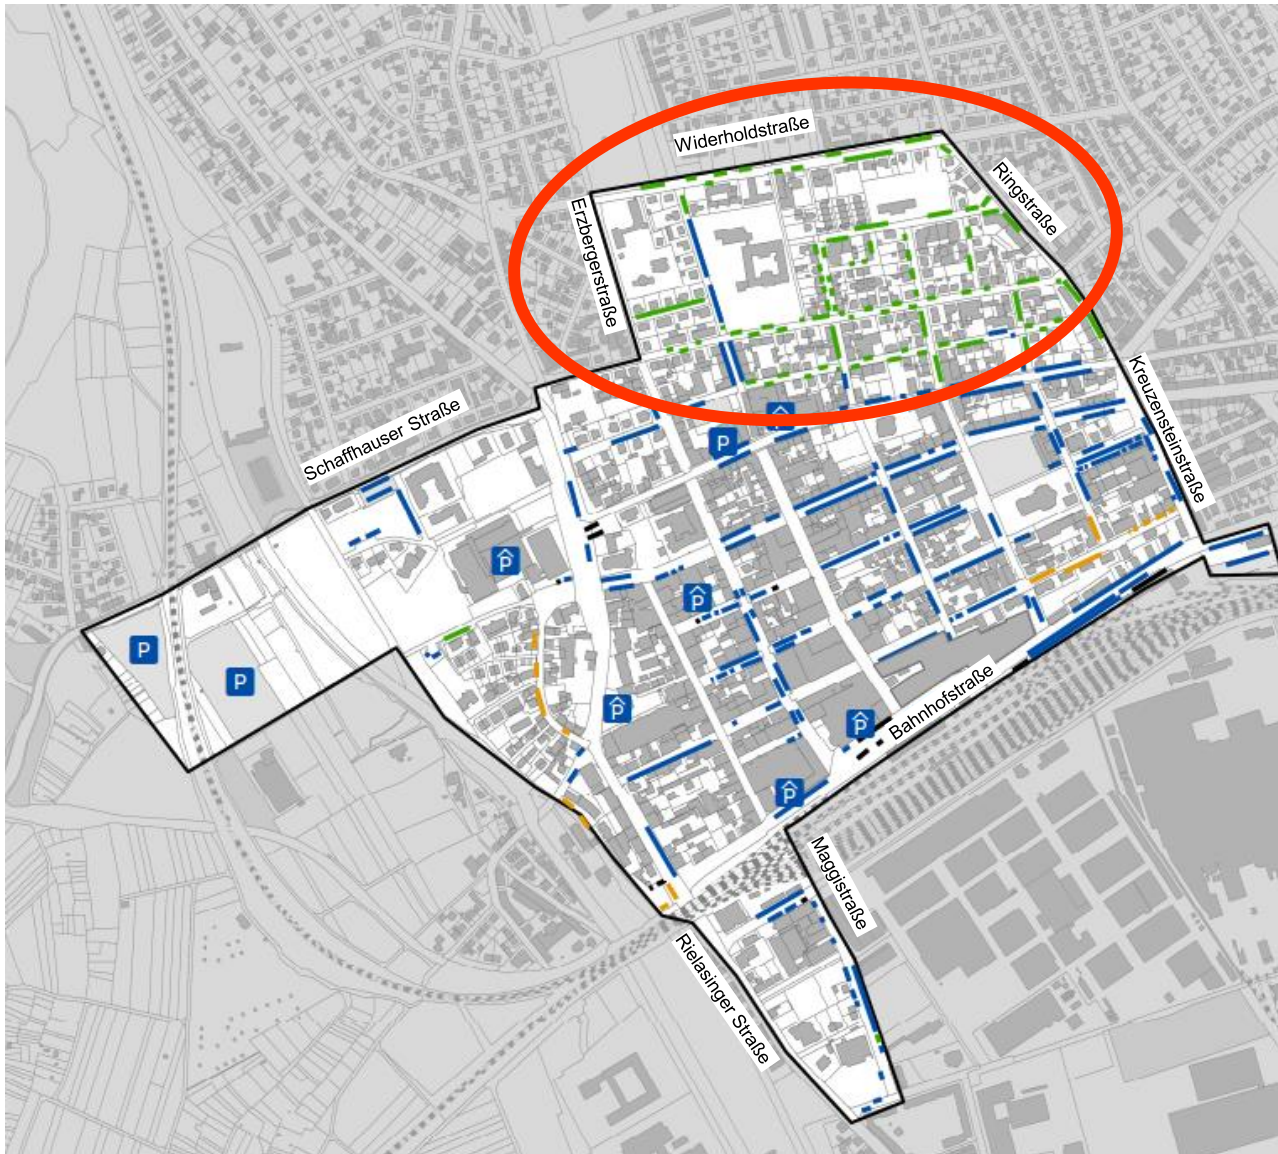 Widerholdstraße
Ringstraße
Erzbergerstraße
Kreuzensteinstraße
Schaffhauser Straße
P
P
P
P
P
P
P
Bahnhofstraße
P
P
Maggistraße
Rielasinger Straße